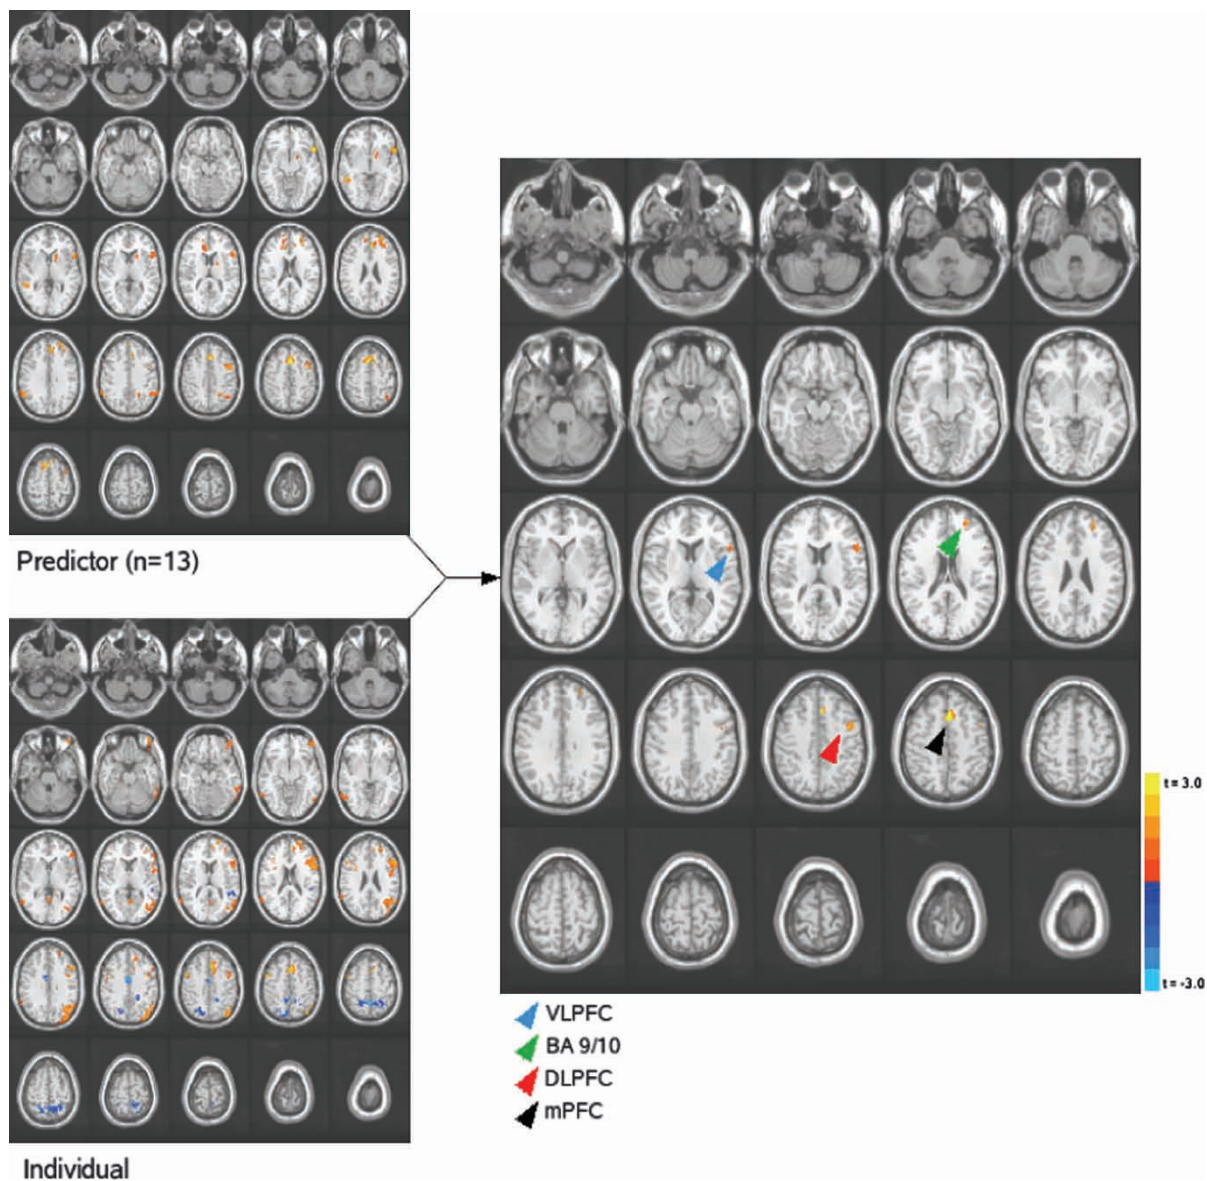 Predictor (n=13)
t = 3.0
t = -3.0
VLPFC
BA 9/10
DLPFC
mPFC
Individual